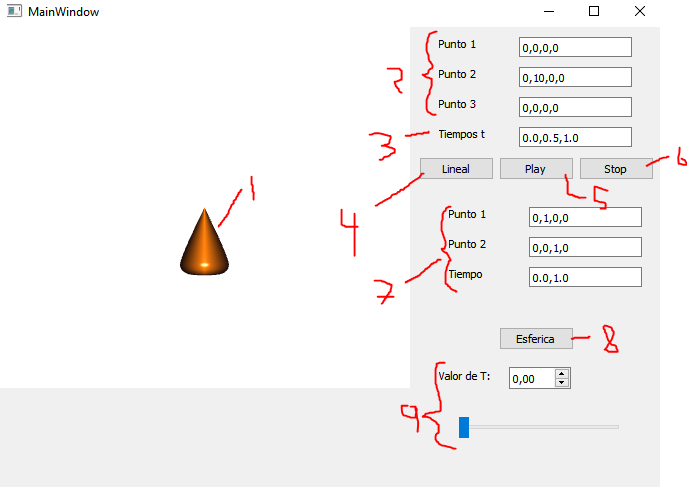 MainWindow
Punto 1 0,0,0,0
2 Punto 2 0,10,0,0
Punto 3 0,0,0,0
3 Tiempos t 0.0,0.5,1.0
Lineal Play Stop 6
1 4 5
Punto 1 0,1,0,0
Punto 2 0,0,1,0
7 Tiempo 0.0,1.0
Esferica 8
Valor de T: 0,00
9